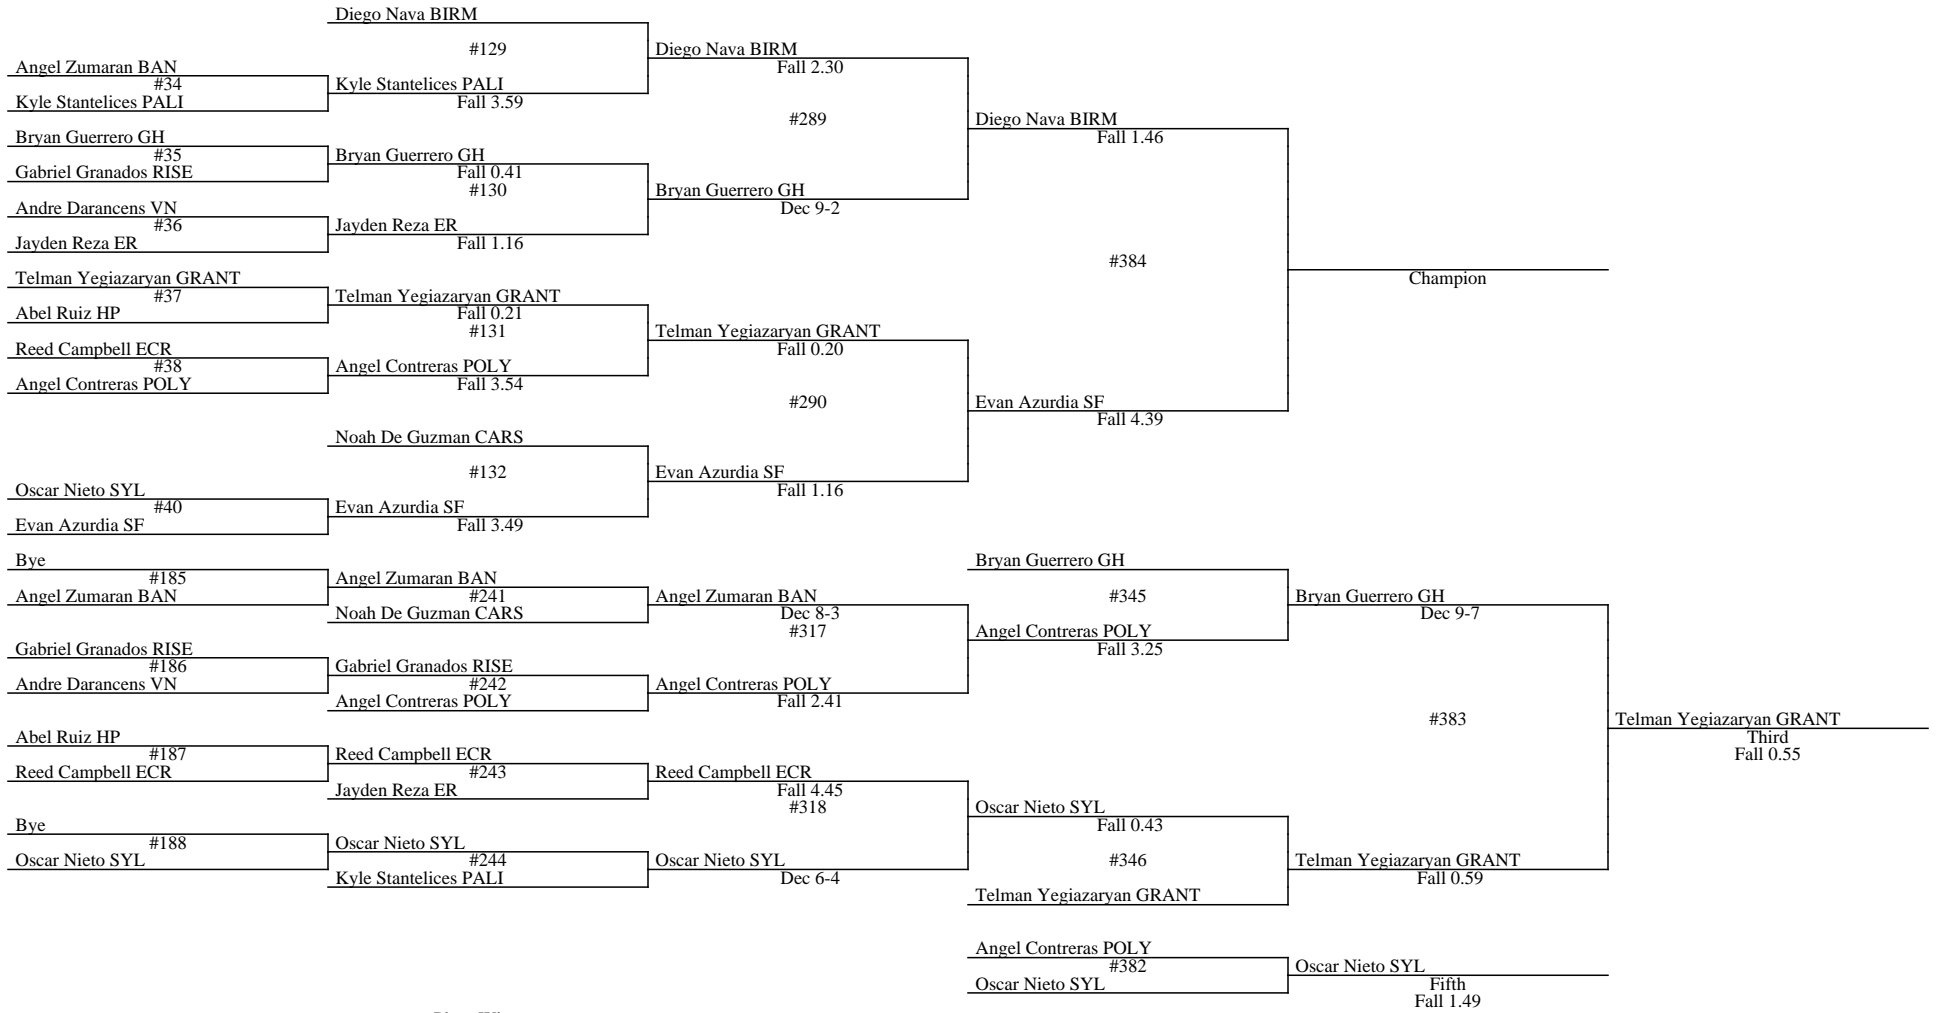 Diego Nava BIRM
#129
Diego Nava BIRM
Fall 2.30
Angel Zumaran BAN
#34
Kyle Stantelices PALI
Kyle Stantelices PALI
Fall 3.59
#289
Diego Nava BIRM
Fall 1.46
Bryan Guerrero GH
#35
Gabriel Granados RISE
Bryan Guerrero GH
Fall 0.41
#130
Bryan Guerrero GH
Dec 9-2
Andre Darancens VN
#36
Jayden Reza ER
Jayden Reza ER
Fall 1.16
#384
Champion
Telman Yegiazaryan GRANT
#37
Abel Ruiz HP
Telman Yegiazaryan GRANT
Fall 0.21
#131
Telman Yegiazaryan GRANT
Fall 0.20
Reed Campbell ECR
#38
Angel Contreras POLY
Angel Contreras POLY
Fall 3.54
#290
Evan Azurdia SF
Fall 4.39
Noah De Guzman CARS
#132
Evan Azurdia SF
Fall 1.16
Oscar Nieto SYL
#40
Evan Azurdia SF
Evan Azurdia SF
Fall 3.49
Bye
#185
Angel Zumaran BAN
Angel Zumaran BAN
#241
Noah De Guzman CARS
Angel Zumaran BAN
Dec 8-3
#317
Bryan Guerrero GH
#345
Angel Contreras POLY
Fall 3.25
Bryan Guerrero GH
Dec 9-7
Gabriel Granados RISE
#186
Andre Darancens VN
Gabriel Granados RISE
#242
Angel Contreras POLY
Angel Contreras POLY
Fall 2.41
#383
Telman Yegiazaryan GRANT
Third
Fall 0.55
Abel Ruiz HP
#187
Reed Campbell ECR
Reed Campbell ECR
#243
Jayden Reza ER
Reed Campbell ECR
Fall 4.45
#318
Oscar Nieto SYL
Fall 0.43
#346
Telman Yegiazaryan GRANT
Telman Yegiazaryan GRANT
Fall 0.59
Bye
#188
Oscar Nieto SYL
Oscar Nieto SYL
#244
Kyle Stantelices PALI
Oscar Nieto SYL
Dec 6-4
Angel Contreras POLY
#382
Oscar Nieto SYL
Oscar Nieto SYL
Fifth
Fall 1.49